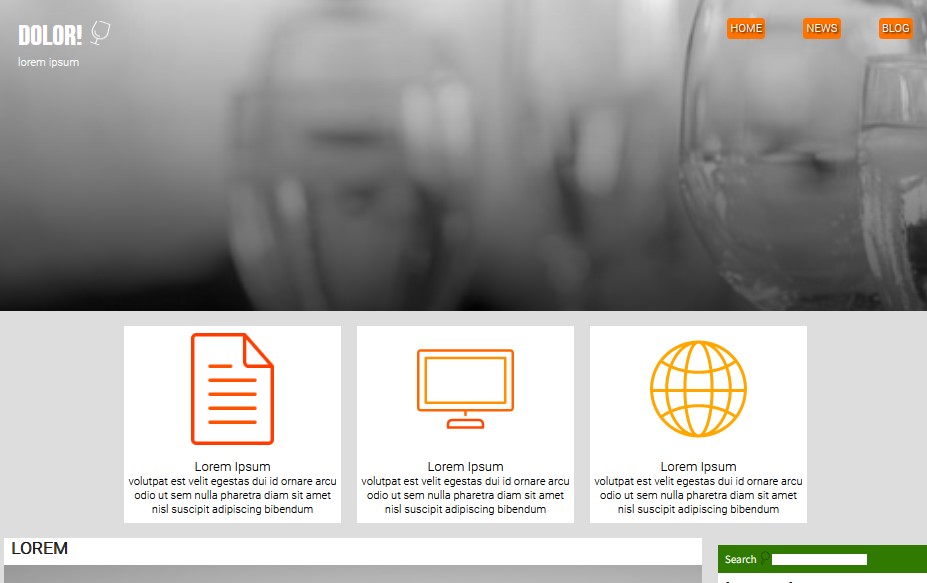 DOLOR!
lorem ipsum
HOME NEWS BLOG
Lorem Ipsum
volutpat est velit egestas dui id ornare arcu
odio ut sem nulla pharetra diam sit amet
nisl suscipit adipiscing bibendum
Lorem Ipsum
volutpat est velit egestas dui id ornare arcu
odio ut sem nulla pharetra diam sit amet
nisl suscipit adipiscing bibendum
Lorem Ipsum
volutpat est velit egestas dui id ornare arcu
odio ut sem nulla pharetra diam sit amet
nisl suscipit adipiscing bibendum
LOREM
Search